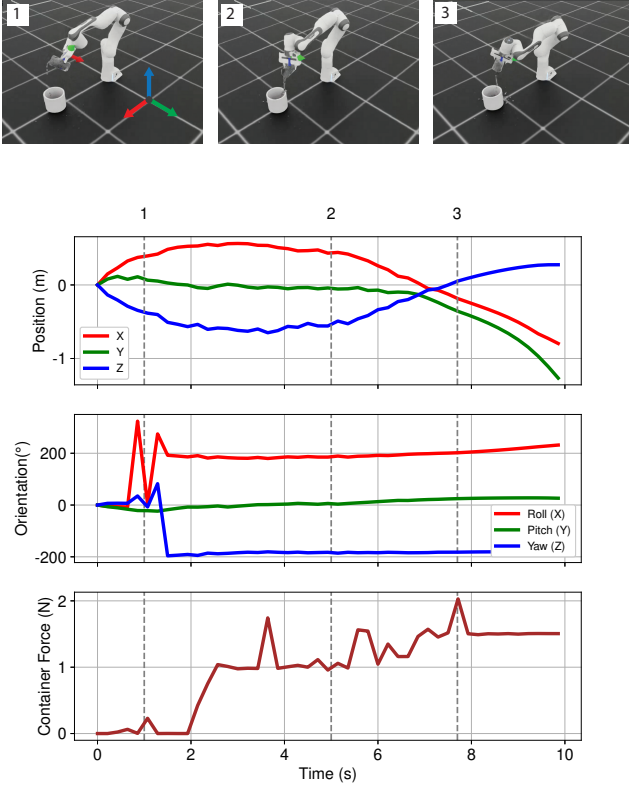 1 2 3
1 2 3
Position (m)
0
-1
X
Y
Z
Orientation(°)
200
0
-200
Roll (X)
Pitch (Y)
Yaw (Z)
Container Force (N)
2
1
0
0 2 4 6 8 10
Time (s)